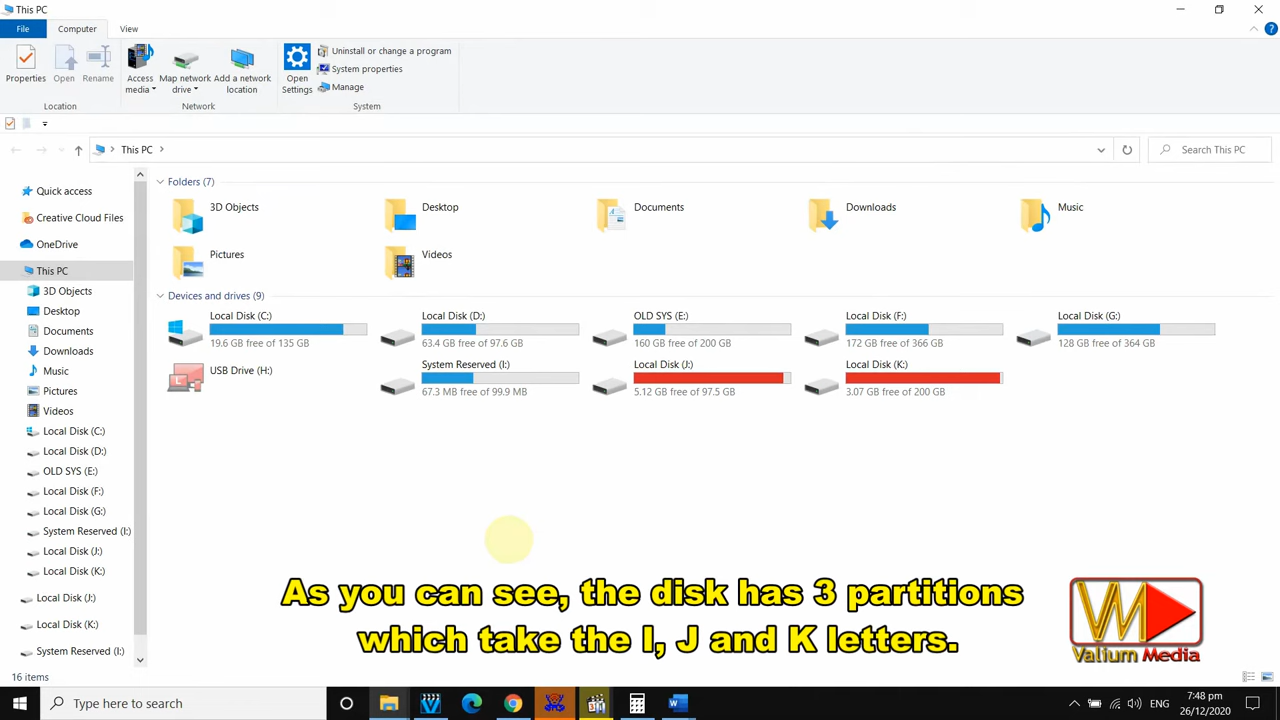 This PC
File
Computer
View
Properties
Open
Rename
Access media
Map network drive
Add a network location
Open Settings
Uninstall or change a program
System properties
Manage
Location
Network
System
This PC
Search This PC
Quick access
Creative Cloud Files
OneDrive
This PC
3D Objects
Desktop
Documents
Downloads
Music
Pictures
Videos
Local Disk (C:)
Local Disk (D:)
OLD SYS (E:)
Local Disk (F:)
Local Disk (G:)
System Reserved (I:)
Local Disk (J:)
Local Disk (K:)
Local Disk (J:)
Local Disk (K:)
System Reserved (I:)
Folders (7)
3D Objects
Desktop
Documents
Downloads
Music
Pictures
Videos
Devices and drives (9)
Local Disk (C:)
19.6 GB free of 135 GB
Local Disk (D:)
63.4 GB free of 97.6 GB
OLD SYS (E:)
160 GB free of 200 GB
Local Disk (F:)
172 GB free of 366 GB
Local Disk (G:)
128 GB free of 364 GB
USB Drive (H:)
System Reserved (I:)
67.3 MB free of 99.9 MB
Local Disk (J:)
5.12 GB free of 97.5 GB
Local Disk (K:)
3.07 GB free of 200 GB
As you can see, the disk has 3 partitions
which take the I, J and K letters.
VM
Valium Media
16 items
Type here to search
ENG
7:48 pm
26/12/2020